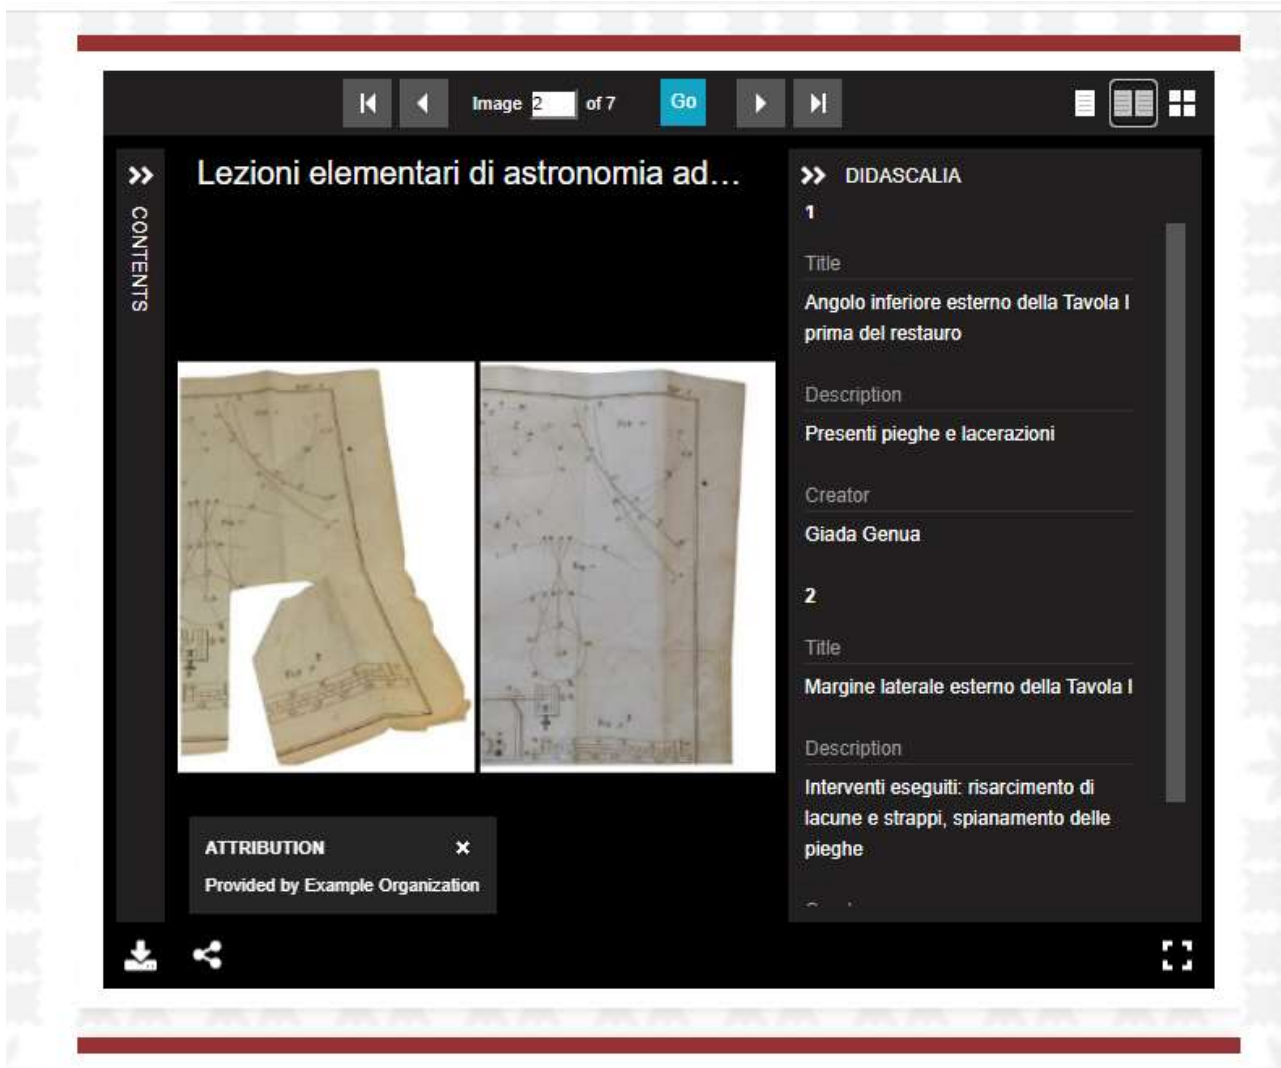 Image 2 of 7 Go
Lezioni elementari di astronomia ad...
CONTENTS
DIDASCALIA
1
Title
Angolo inferiore esterno della Tavola I
prima del restauro
Description
Presenti pieghe e lacerazioni
Creator
Giada Genua
2
Title
Margine laterale esterno della Tavola I
Description
Interventi eseguiti: risarcimento di
lacune e strappi, spianamento delle
pieghe
ATTRIBUTION
Provided by Example Organization